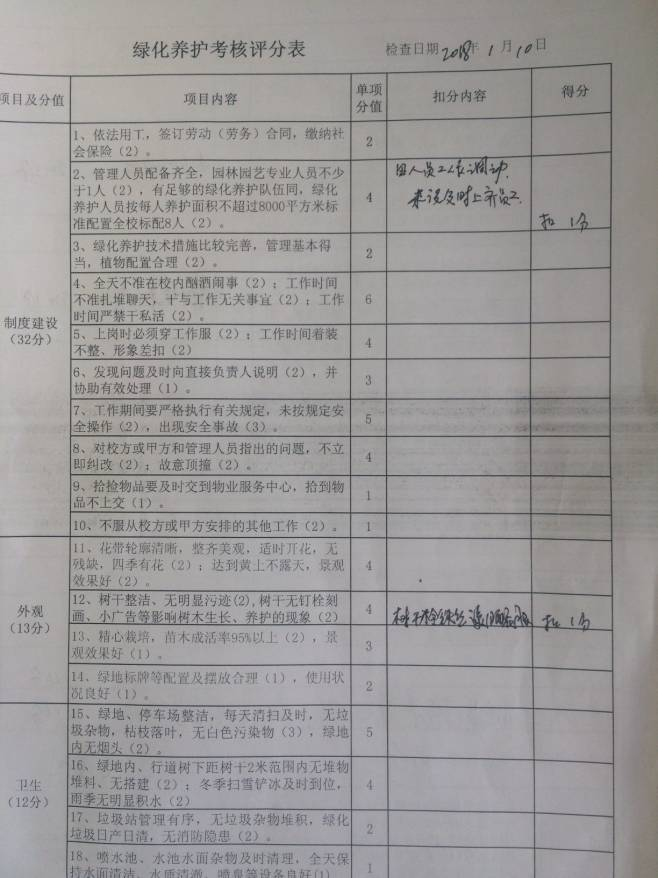 绿化养护考核评分表
检查日期 2018年 1月10日
项目及分值 项目内容 单项分值 扣分内容 得分
制度建设
（32分）
1、依法用工，签订劳动（劳务）合同，缴纳社
会保险（2）。
2
2、管理人员配备齐全，园林园艺专业人员不少
于1人（2），有足够的绿化养护队伍同，绿化
养护人员按每人养护面积不超过8000平方米标
准配置全校标配8人（2）。
4
因人员工人员调动
未能及时上齐员工
扣 1分
3、绿化养护技术措施比较完善，管理基本得
当，植物配置合理（2）。
2
4、全天不准在校内酗酒闹事（2）；工作时间
不准扎堆聊天，干与工作无关事宜（2）；工作
时间严禁干私活（2）。
6
5、上岗时必须穿工作服（2）；工作时间着装
不整、形象差扣（2）
4
6、发现问题及时向直接负责人说明（2），并
协助有效处理（1）。
3
7、工作期间要严格执行有关规定，未按规定安
全操作（2），出现安全事故（3）。
5
8、对校方或甲方和管理人员指出的问题，不立
即纠改（2）；故意顶撞（2）。
4
9、拾捡物品要及时交到物业服务中心，拾到物
品不上交（1）。
1
10、不服从校方或甲方安排的其他工作（2）。
1
外观
（13分）
11、花带轮廓清晰，整齐美观，适时开花，无
残缺，四季有花（2）；达到黄土不露天，景观
效果好（2）。
4
12、树干整洁、无明显污迹(2),树干无钉栓刻
画、小广告等影响树木生长、养护的现象（2）
4
扣 1分
13、精心栽培，苗木成活率95%以上（2），景
观效果好（1）。
3
14、绿地标牌等配置及摆放合理（1），使用状
况良好（1）。
2
卫生
（12分）
15、绿地、停车场整洁，每天清扫及时，无垃
圾杂物，枯枝落叶，无白色污染物（3），绿地
内无烟头（2）。
5
16、绿地内、行道树下距树干2米范围内无堆物
堆料、无搭建（2）；冬季扫雪铲冰及时到位，
雨季无明显积水（2）
4
17、垃圾站管理有序，无垃圾杂物堆积，绿化
垃圾日产日清，无消防隐患（2）。
2
18、喷水池、水池水面杂物及时清理，全天保
持水面清洁、水质清澈，喷泉等设备良好(1)
1